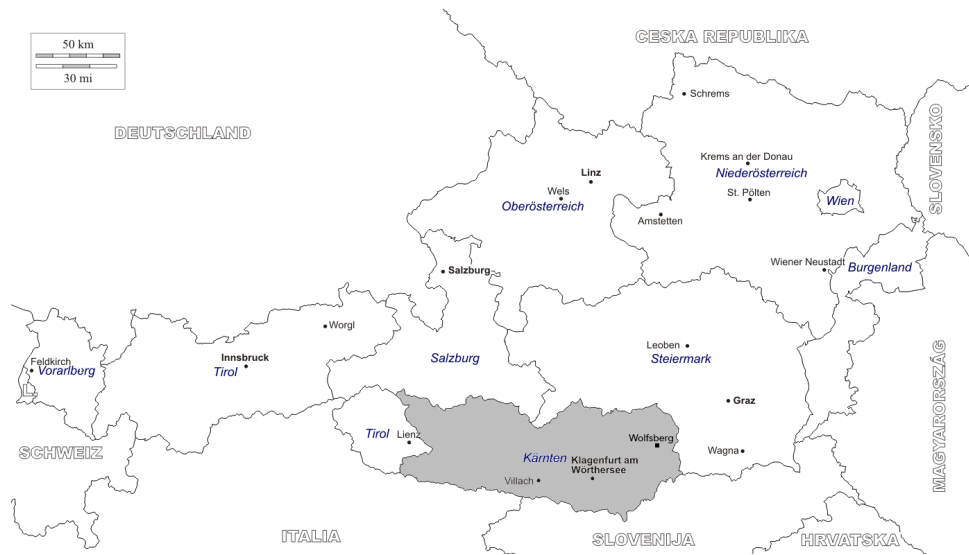 50 km
30 mi
CESKA REPUBLIKA
Schrems
DEUTSCHLAND
SLOVENSKO
Krems an der Donau
Niederösterreich
Linz
Wels
Oberösterreich
St. Pölten
Wien
Amstetten
Salzburg
Wiener Neustadt
Burgenland
Worgl
Innsbruck
Tirol
Feldkirch
Vorarlberg
L.
Salzburg
Leoben
Steiermark
Graz
MAGYARORSZÁG
SCHWEIZ
Tirol
Lienz
Wolfsberg
Wagna
Kärnten
Klagenfurt am
Wörthersee
Villach
ITALIA
SLOVENIJA
HRVATSKA